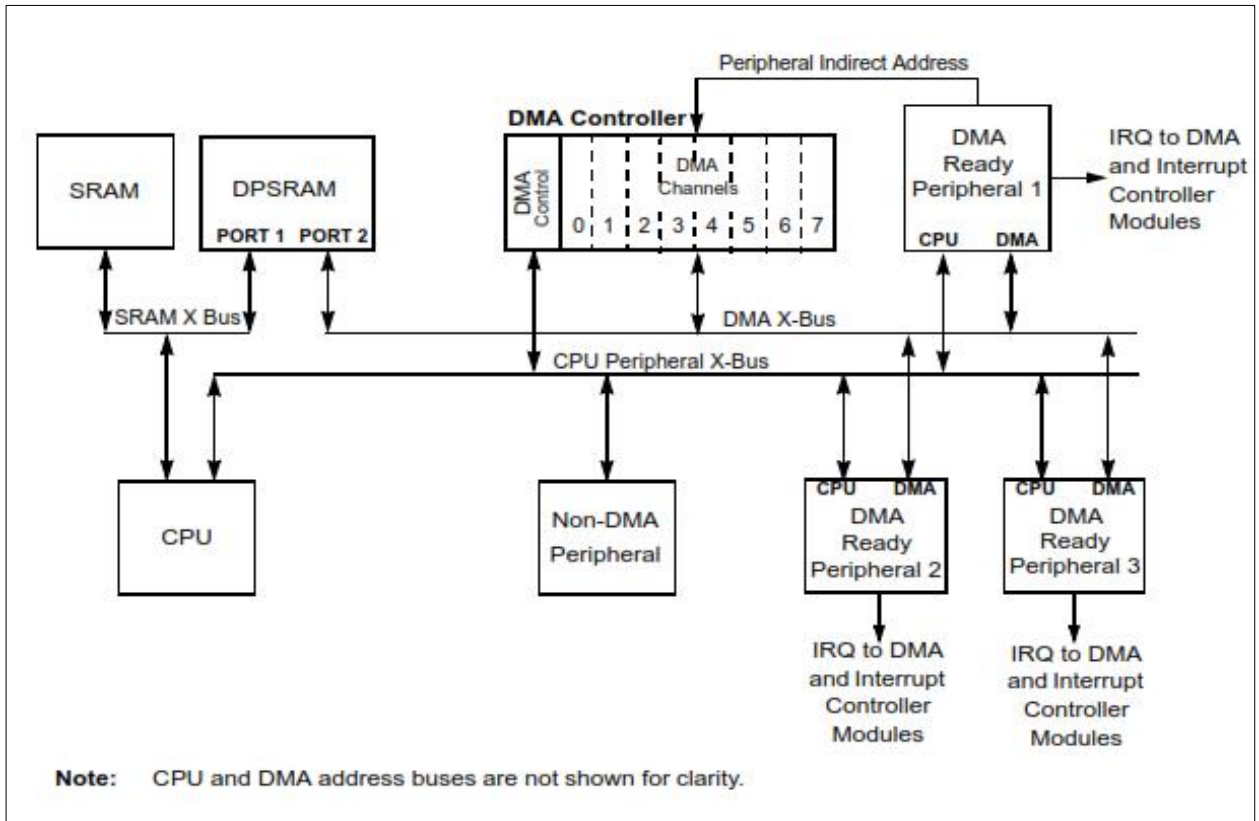 Peripheral Indirect Address
DMA Controller
SRAM
DPSRAM
PORT 1 PORT 2
DMA
Control
DMA
Channels
0 1 2 3 4 5 6 7
DMA
Ready
Peripheral 1
CPU DMA
IRQ to DMA
and Interrupt
Controller
Modules
SRAM X Bus
DMA X-Bus
CPU Peripheral X-Bus
CPU
Non-DMA
Peripheral
CPU DMA
DMA
Ready
Peripheral 2
CPU DMA
DMA
Ready
Peripheral 3
IRQ to DMA
and Interrupt
Controller
Modules
IRQ to DMA
and Interrupt
Controller
Modules
Note: CPU and DMA address buses are not shown for clarity.